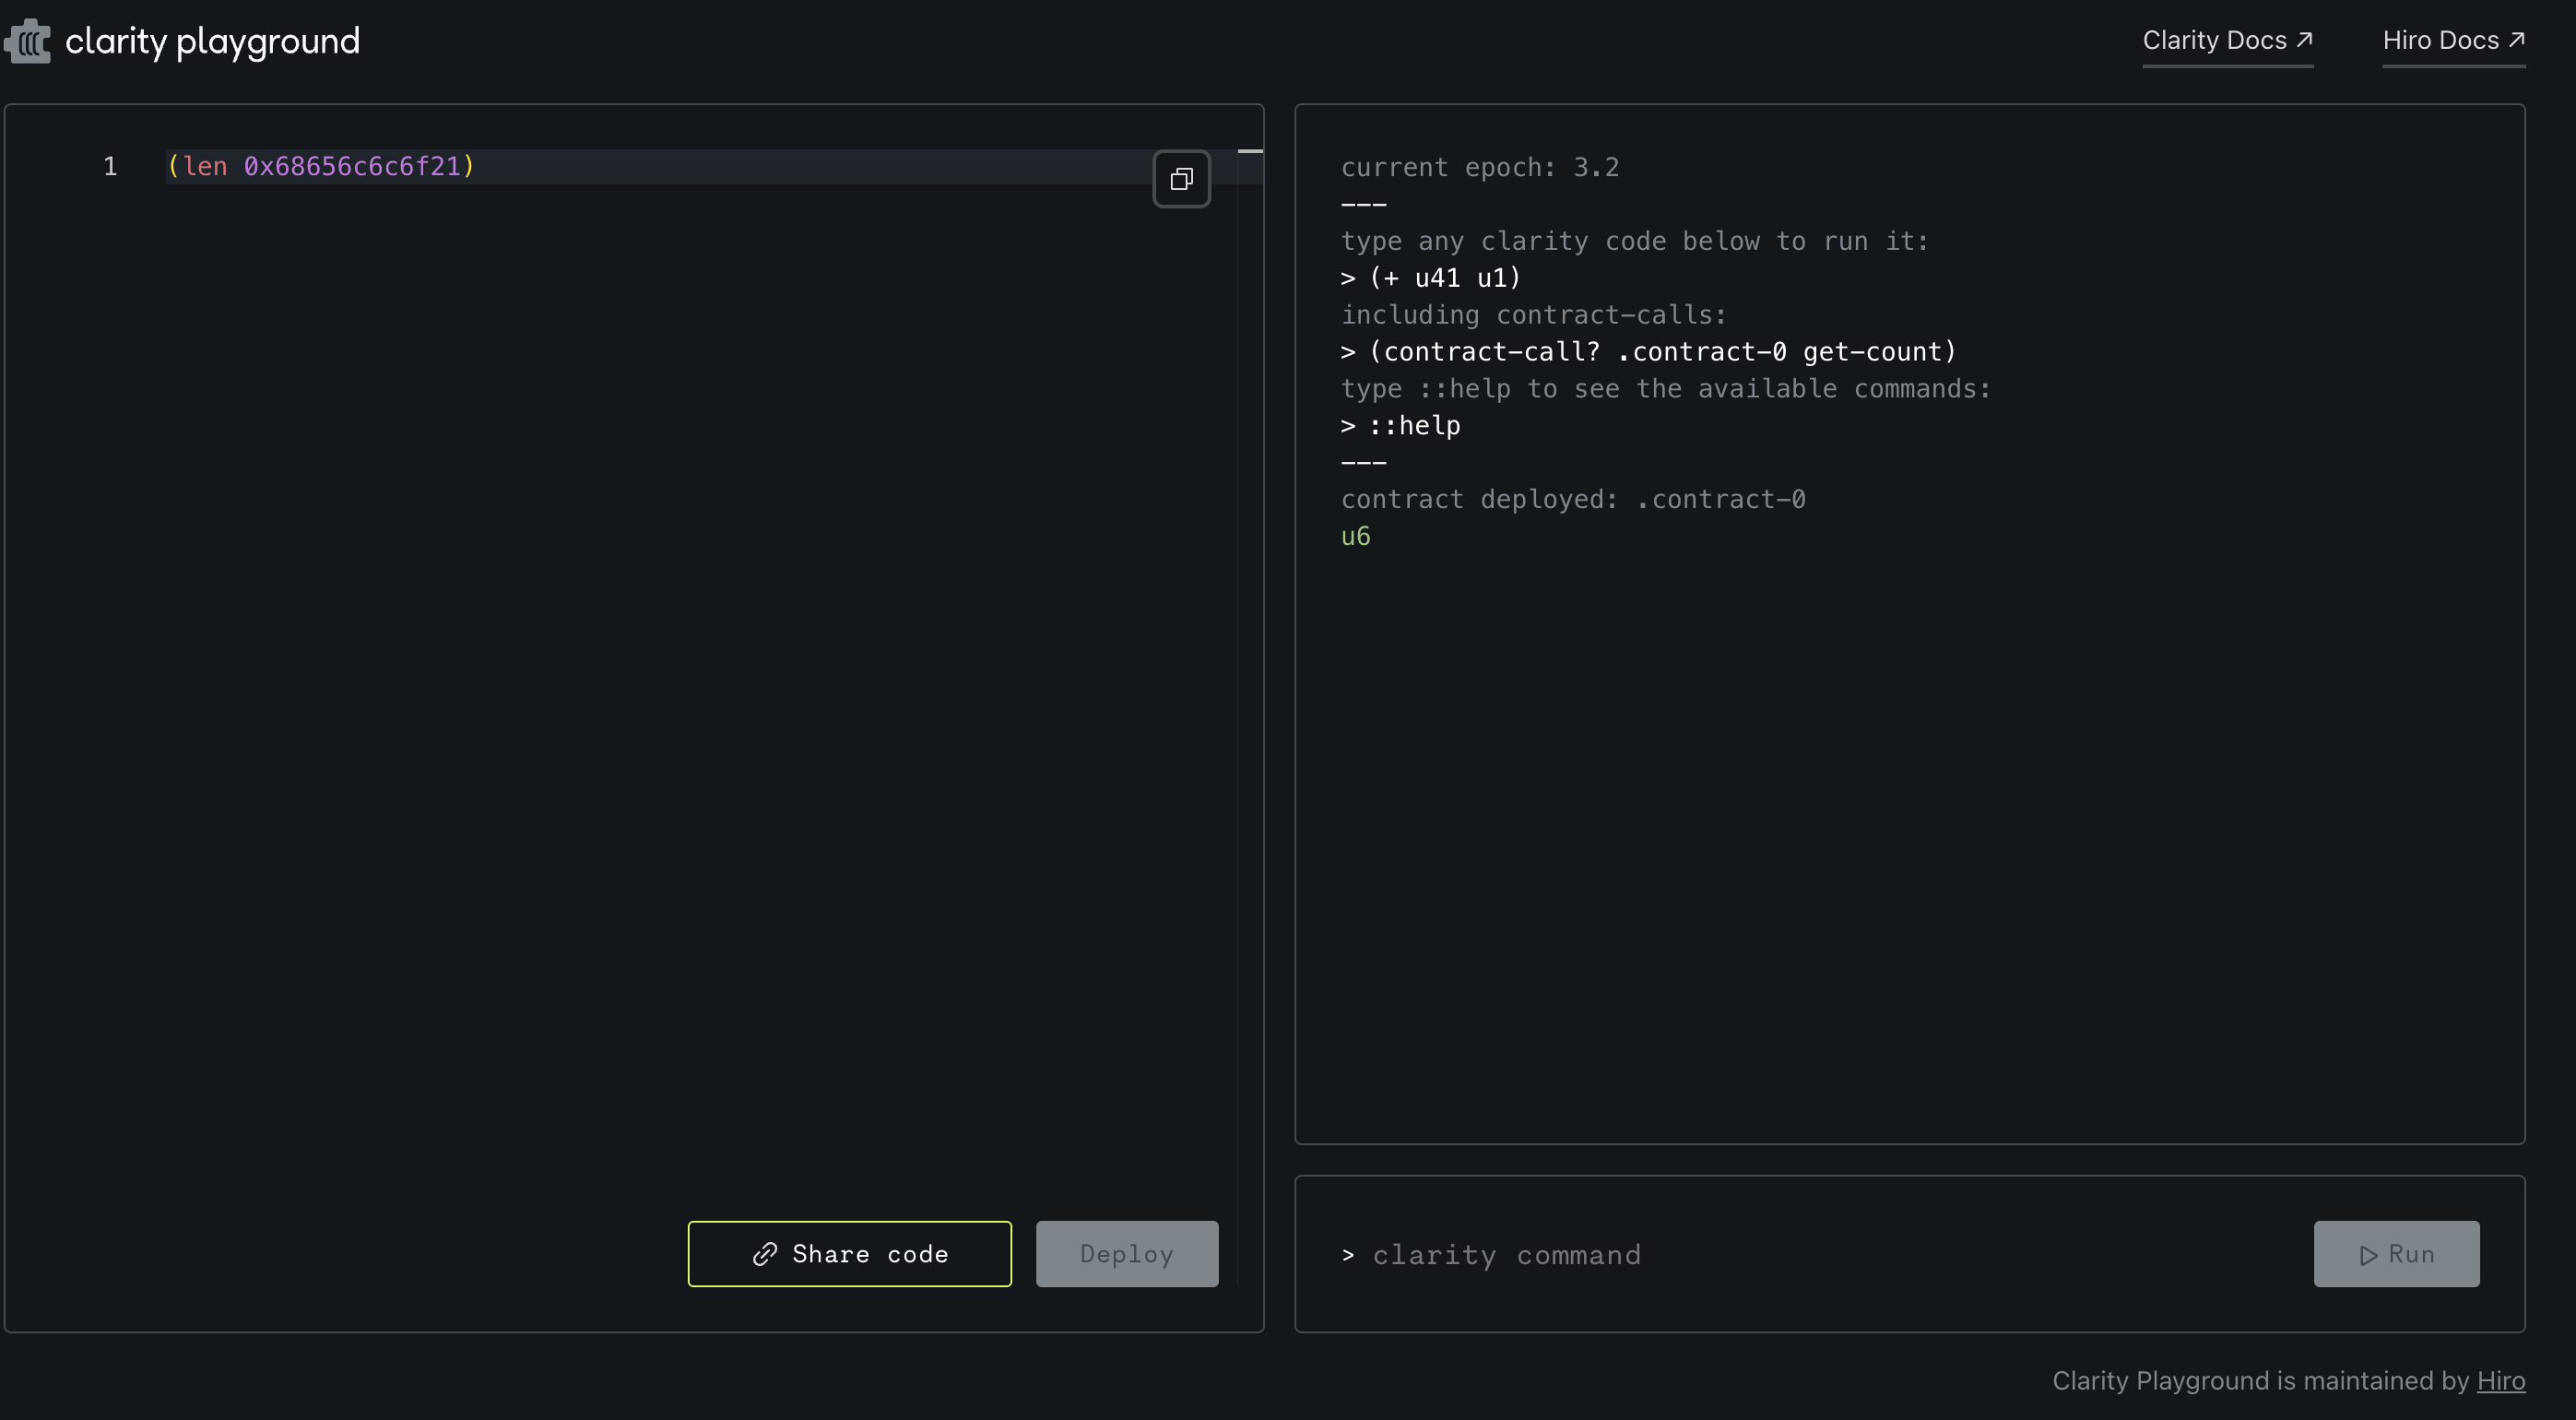 clarity playground
Clarity Docs ↗
Hiro Docs ↗
1 (len 0x68656c6c6f21)
Share code
Deploy
current epoch: 3.2
---
type any clarity code below to run it:
> (+ u41 u1)
including contract-calls:
> (contract-call? .contract-0 get-count)
type ::help to see the available commands:
> ::help
---
contract deployed: .contract-0
u6
> clarity command
Run
Clarity Playground is maintained by Hiro